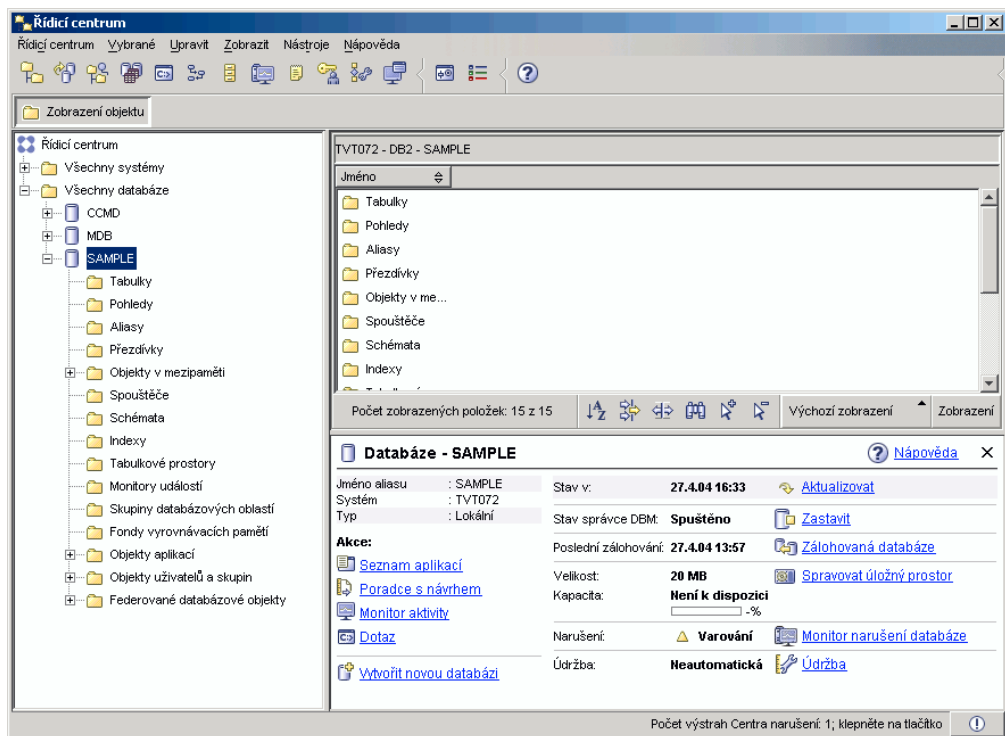 Řídicí centrum
Řídicí centrum Vybrané Upravit Zobrazit Nástroje Nápověda
Zobrazení objektu
Řídicí centrum
Všechny systémy
Všechny databáze
CCMD
MDB
SAMPLE
Tabulky
Pohledy
Aliasy
Přezdívky
Objekty v mezipaměti
Spouštěče
Schémata
Indexy
Tabulkové prostory
Monitory událostí
Skupiny databázových oblastí
Fondy vyrovnávacích pamětí
Objekty aplikací
Objekty uživatelů a skupin
Federované databázové objekty
TVT072 - DB2 - SAMPLE
Jméno
Tabulky
Pohledy
Aliasy
Přezdívky
Objekty v me...
Spouštěče
Schémata
Indexy
Počet zobrazených položek: 15 z 15
Výchozí zobrazení
Zobrazení
Databáze - SAMPLE
Nápověda
Jméno aliasu : SAMPLE
Systém : TVT072
Typ : Lokální
Akce:
Seznam aplikací
Poradce s návrhem
Monitor aktivity
Dotaz
Vytvořit novou databázi
Stav v: 27.4.04 16:33 Aktualizovat
Stav správce DBM: Spuštěno Zastavit
Poslední zálohování: 27.4.04 13:57 Zálohovaná databáze
Velikost: 20 MB Spravovat úložný prostor
Kapacita: Není k dispozici
-%
Narušení: Varování Monitor narušení databáze
Údržba: Neautomatická Údržba
Počet výstrah Centra narušení: 1; klepněte na tlačítko